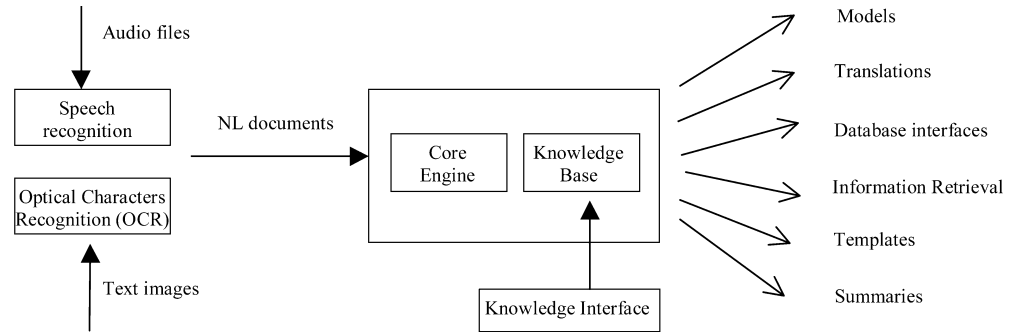 Audio files
Speech
recognition
NL documents
Optical Characters
Recognition (OCR)
Text images
Core
Engine
Knowledge
Base
Knowledge Interface
Models
Translations
Database interfaces
Information Retrieval
Templates
Summaries